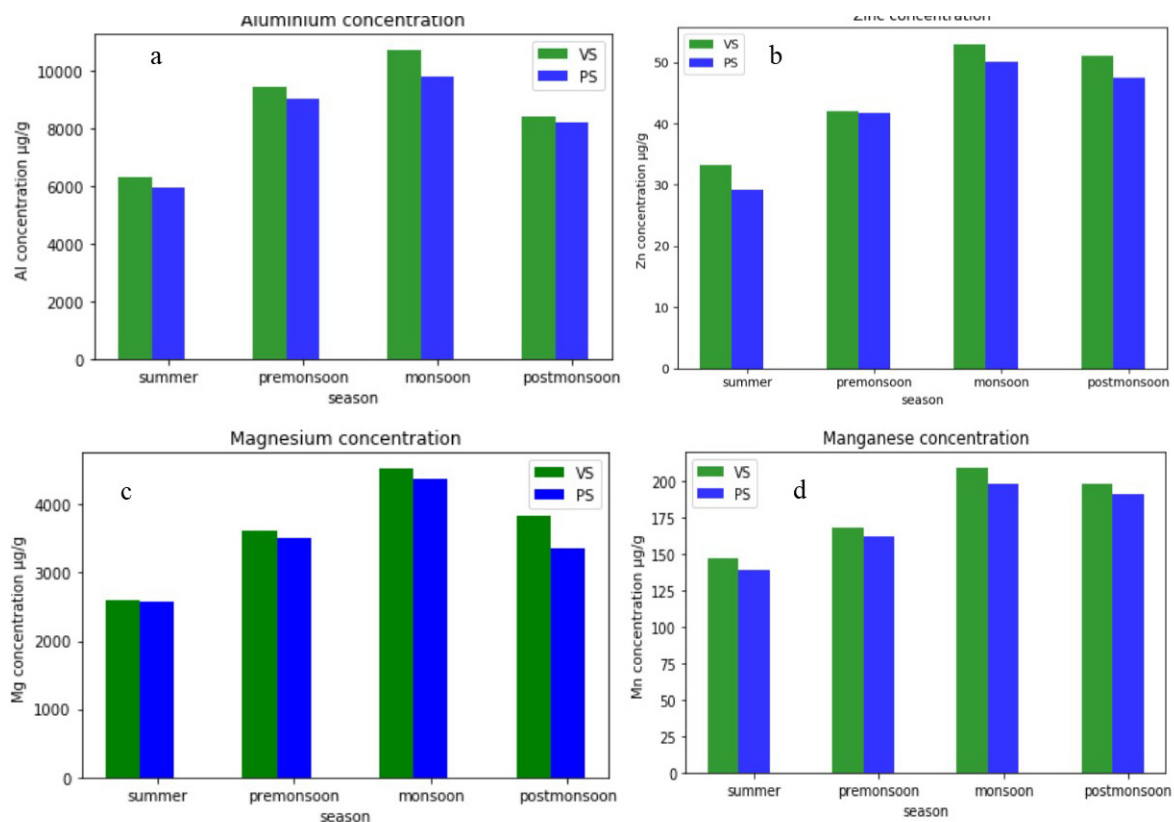 Aluminium concentration
a
VS
PS
10000
8000
6000
4000
2000
0
Al concentration µg/g
summer premonsoon monsoon postmonsoon
season
Zinc concentration
b
VS
PS
50
40
30
20
10
0
Zn concentration µg/g
summer premonsoon monsoon postmonsoon
season
Magnesium concentration
c
VS
PS
4000
3000
2000
1000
0
Mg concentration µg/g
summer premonsoon monsoon postmonsoon
season
Manganese concentration
d
VS
PS
200
175
150
125
100
75
50
25
0
Mn concentration µg/g
summer premonsoon monsoon postmonsoon
season